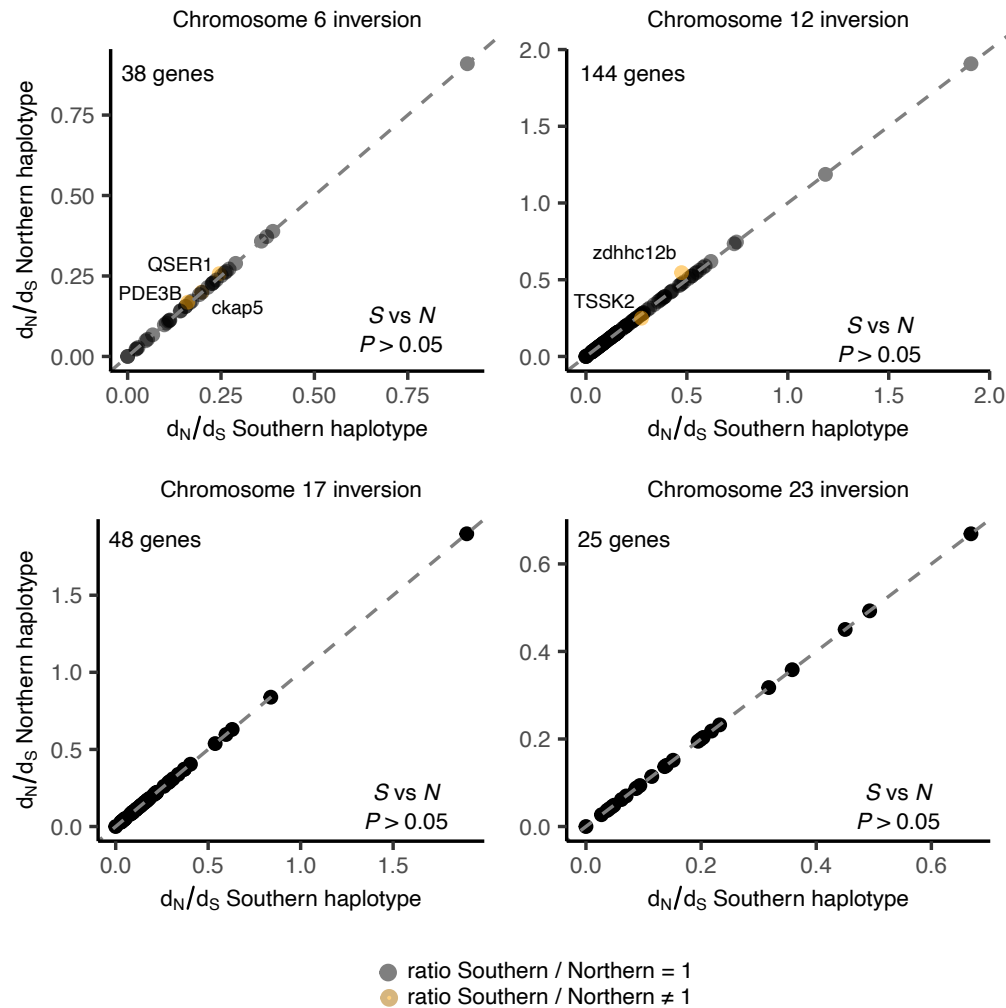 Chromosome 6 inversion
38 genes
QSER1
PDE3B
ckap5
S vs N
P > 0.05
0.75
0.50
0.25
0.00
0.00 0.25 0.50 0.75
dN/dS Northern haplotype
dN/dS Southern haplotype
Chromosome 12 inversion
144 genes
zdhhc12b
TSSK2
S vs N
P > 0.05
2.0
1.5
1.0
0.5
0.0
0.0 0.5 1.0 1.5 2.0
dN/dS Southern haplotype
Chromosome 17 inversion
48 genes
S vs N
P > 0.05
1.5
1.0
0.5
0.0
0.0 0.5 1.0 1.5
dN/dS Northern haplotype
dN/dS Southern haplotype
Chromosome 23 inversion
25 genes
S vs N
P > 0.05
0.6
0.4
0.2
0.0
0.0 0.2 0.4 0.6
dN/dS Southern haplotype
ratio Southern / Northern = 1
ratio Southern / Northern ≠ 1